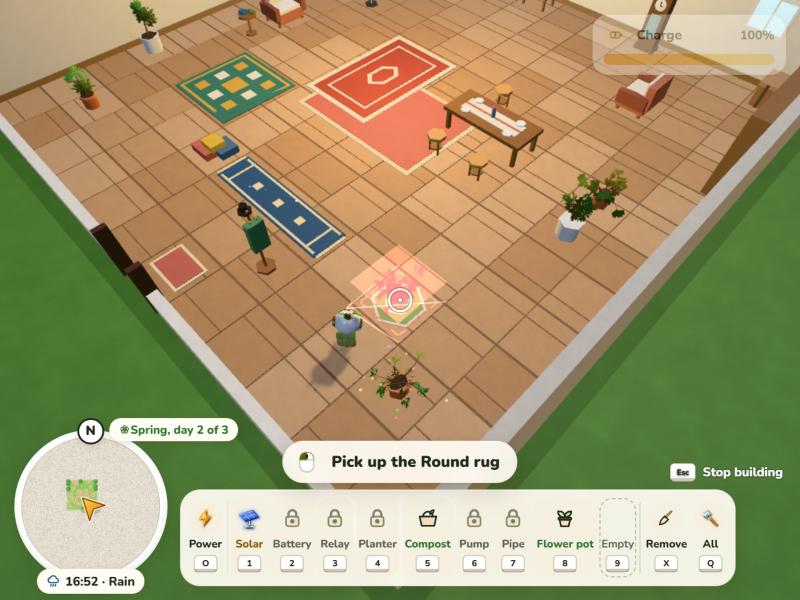 Charge 100%
N
Spring, day 2 of 3
Pick up the Round rug
Esc Stop building
Power Solar Battery Relay Planter Compost Pump Pipe Flower pot Empty Remove All
O 1 2 3 4 5 6 7 8 9 X Q
16:52 · Rain